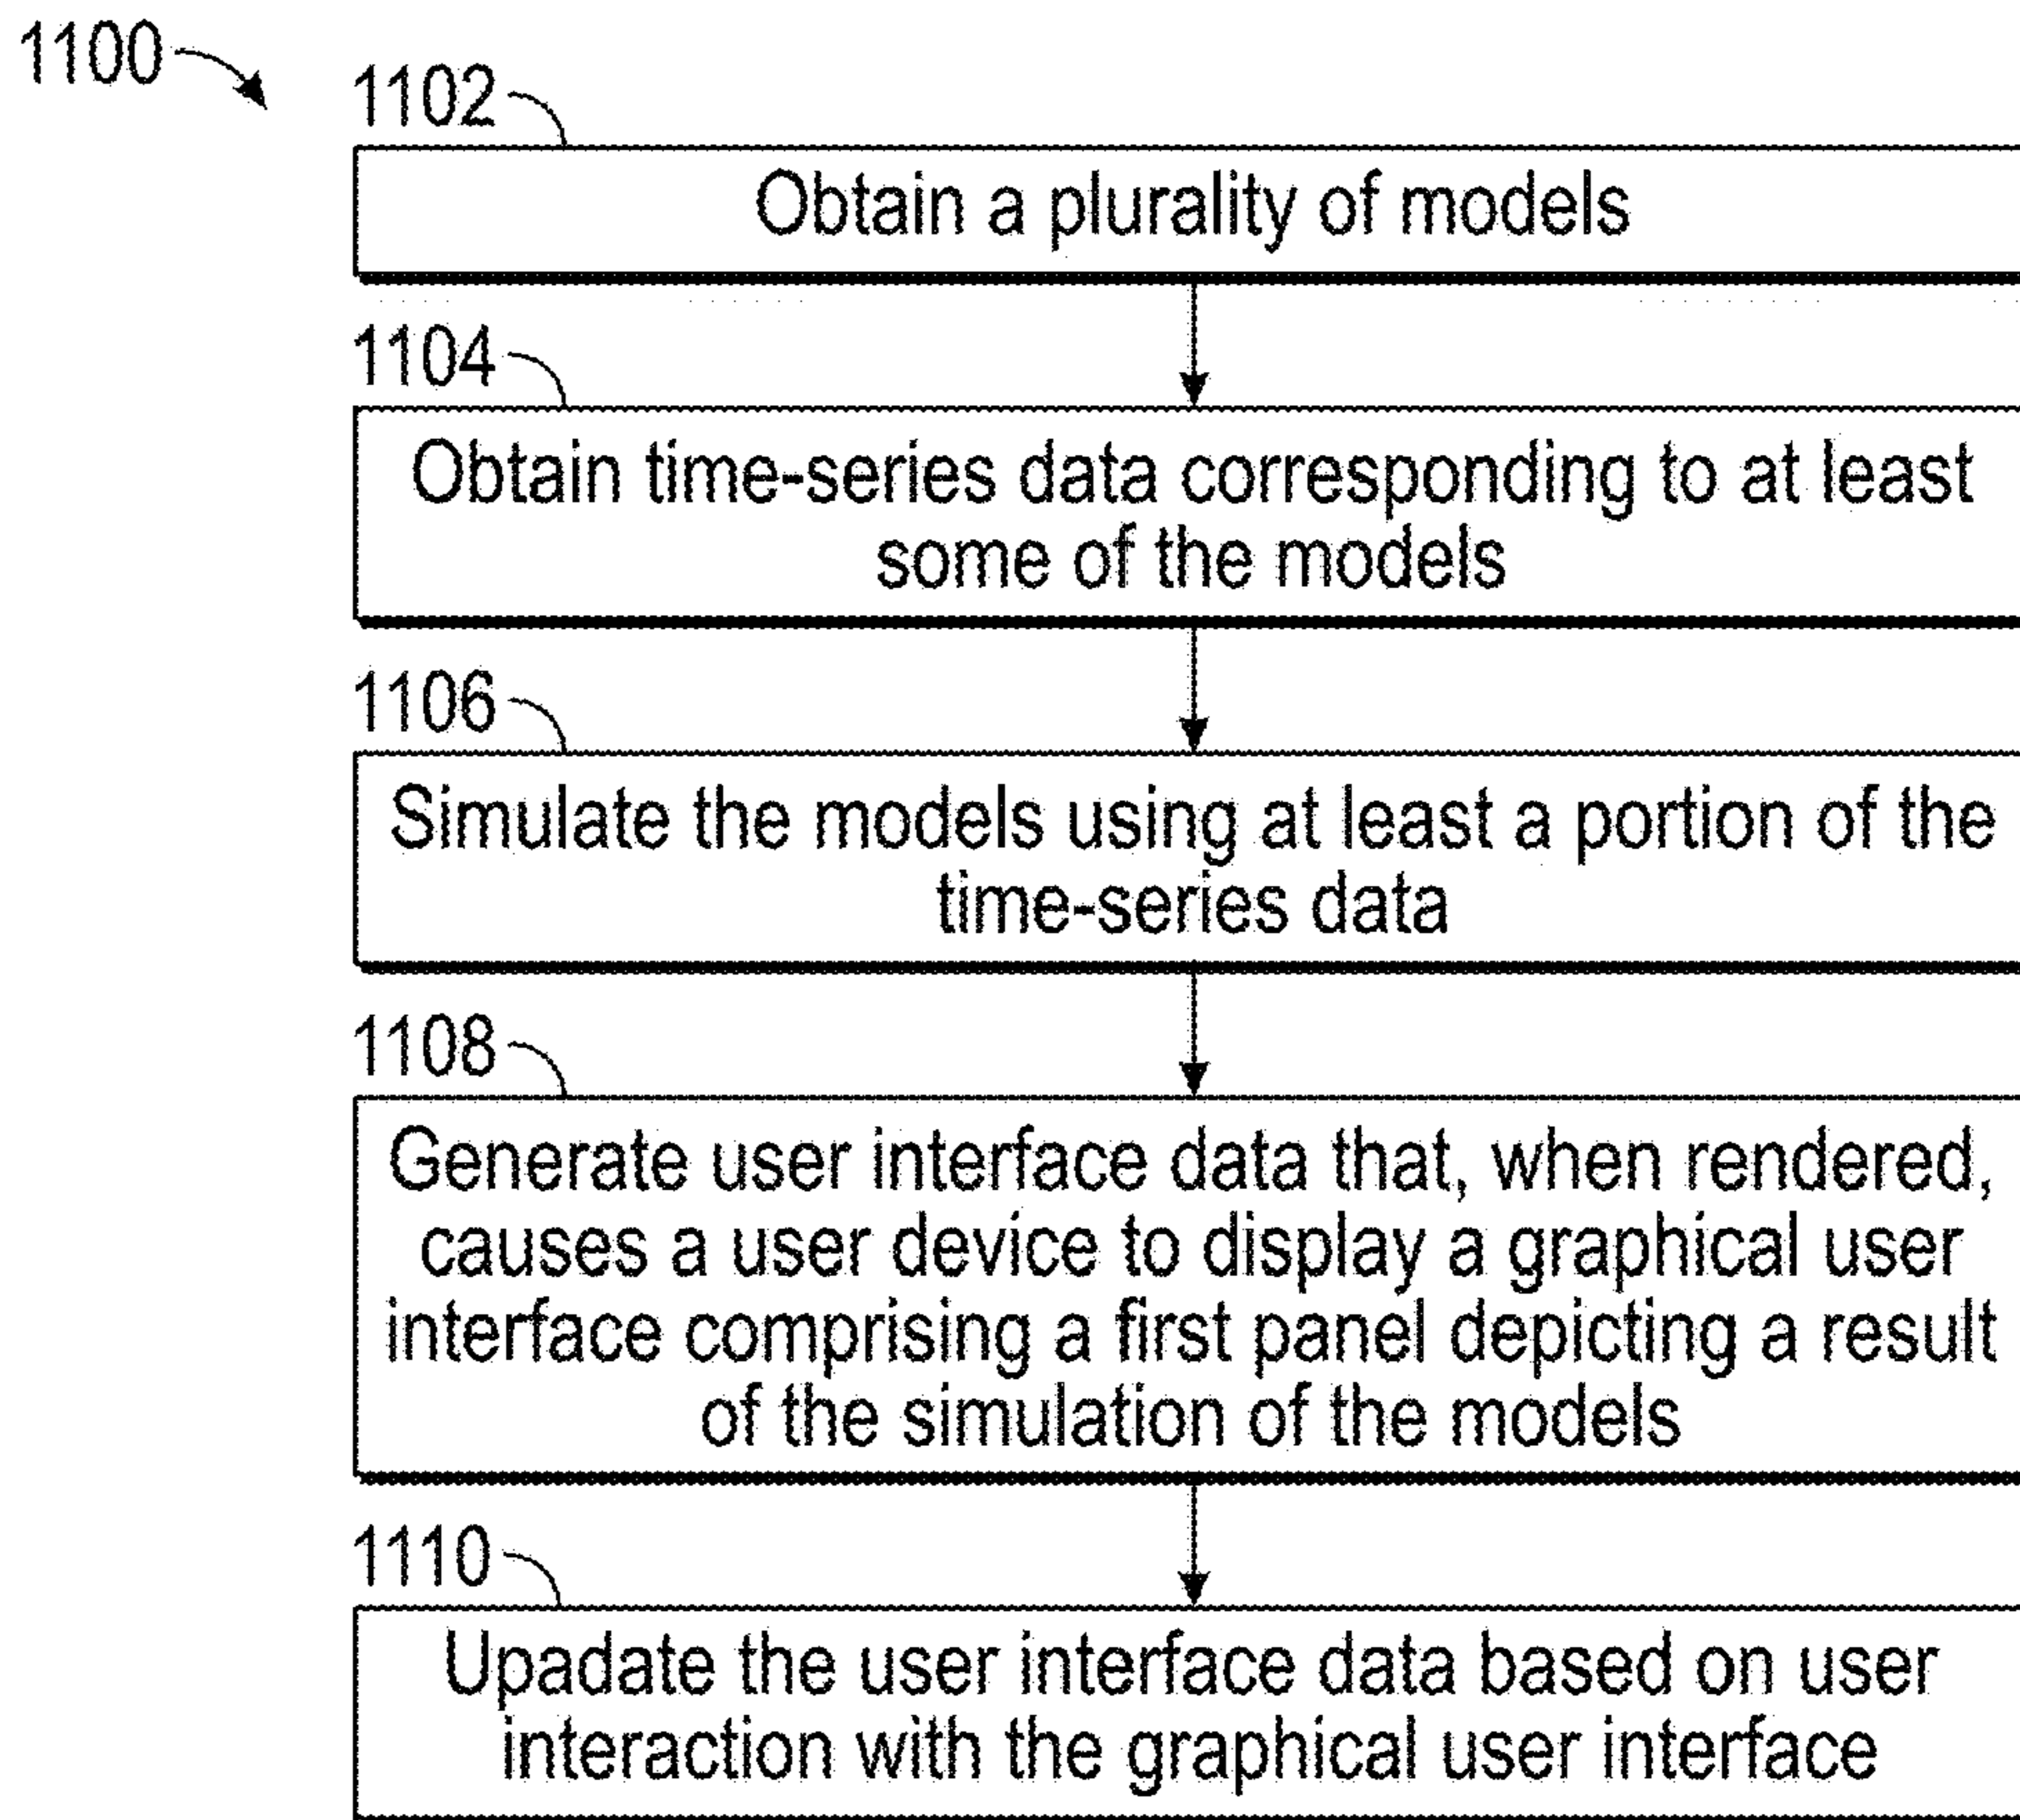 1100
1102
Obtain a plurality of models
1104
Obtain time-series data corresponding to at least
some of the models
1106
Simulate the models using at least a portion of the
time-series data
1108
Generate user interface data that, when rendered,
causes a user device to display a graphical user
interface comprising a first panel depicting a result
of the simulation of the models
1110
Upadate the user interface data based on user
interaction with the graphical user interface